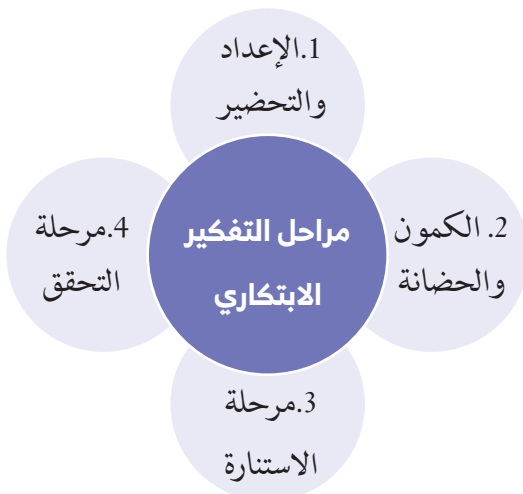 1.الإعداد
والتحضير
مراحل التفكير
الابتكاري
2. الكمون
والحضانة
3.مرحلة
الاستنارة
4.مرحلة
التحقق